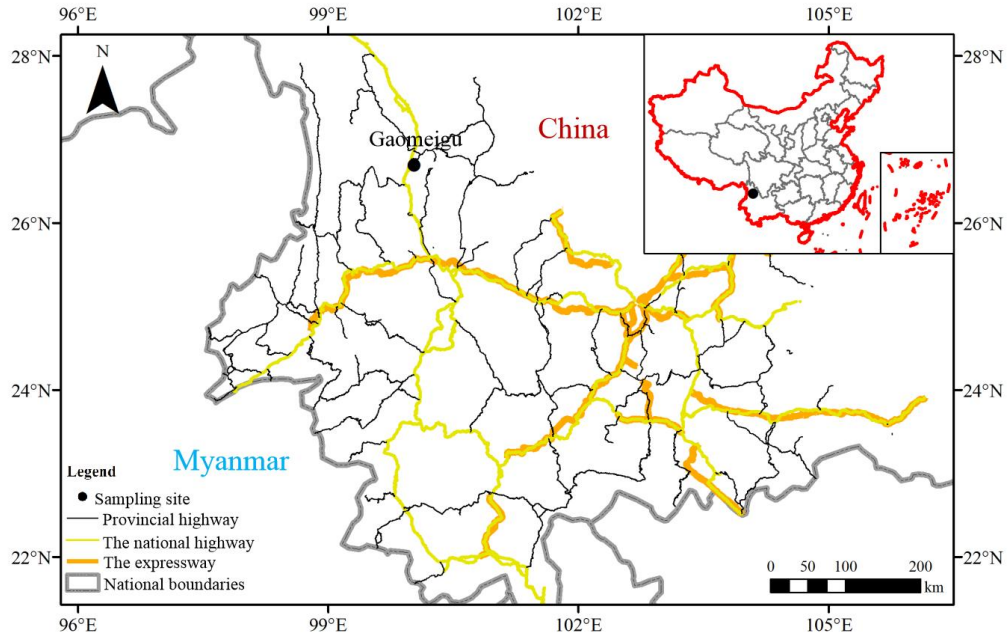 96°E 99°E 102°E 105°E
28°N 28°N
N
China
Gaomeigu
26°N 26°N
24°N 24°N
Myanmar
Legend
Sampling site
Provincial highway
The national highway
The expressway
National boundaries
22°N 22°N
0 50 100 200
km
96°E 99°E 102°E 105°E